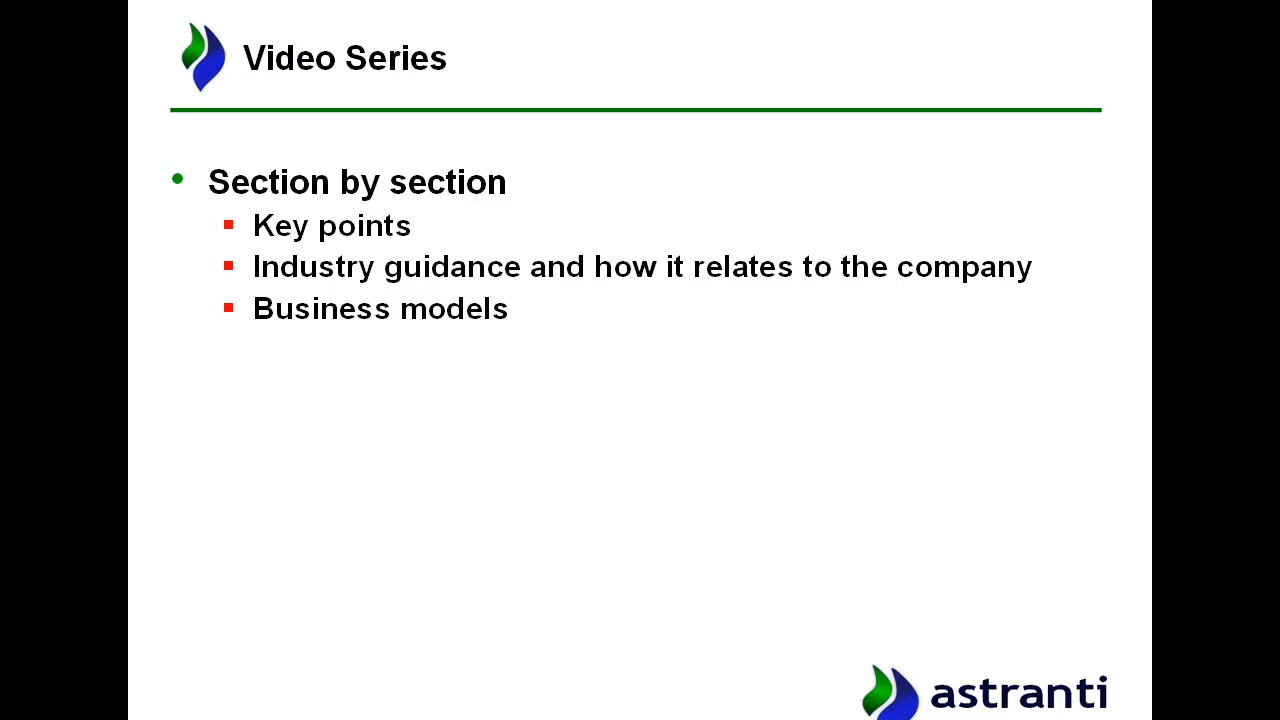 Video Series
Section by section
Key points
Industry guidance and how it relates to the company
Business models
astranti